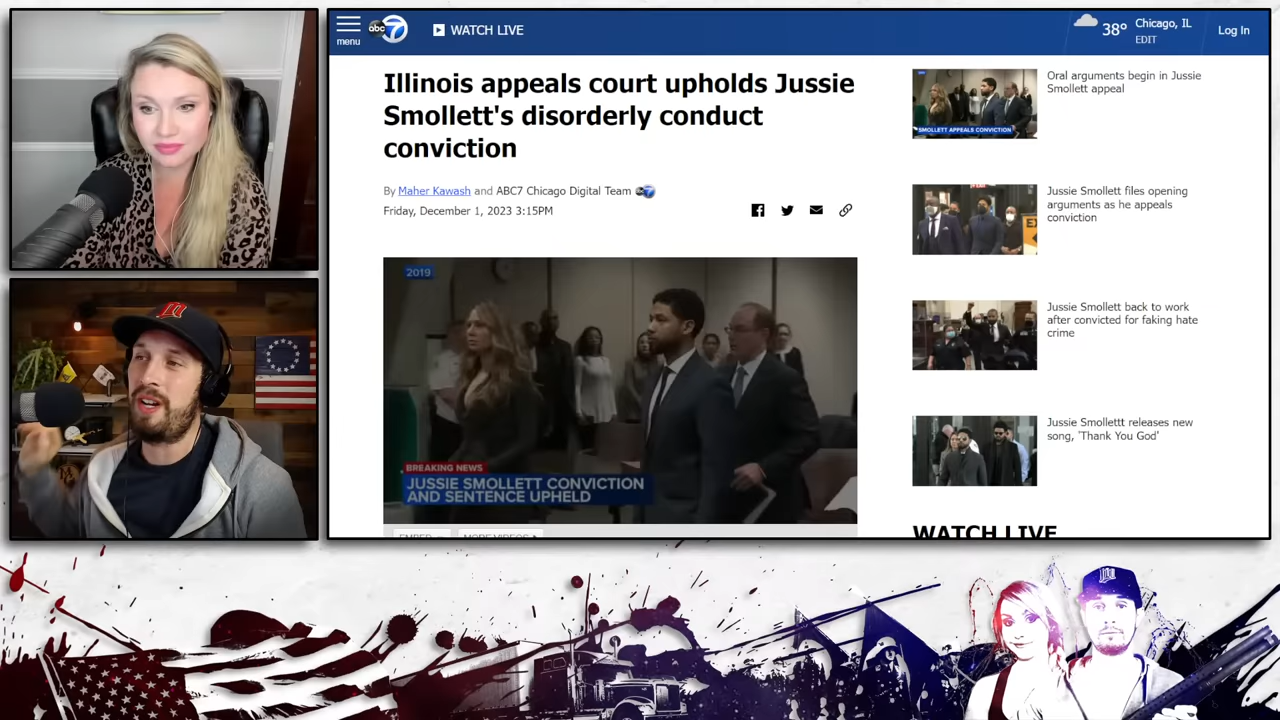 menu
abc 7
WATCH LIVE
38°
Chicago, IL
EDIT
Log In
Illinois appeals court upholds Jussie
Smollett's disorderly conduct
conviction
By Maher Kawash and ABC7 Chicago Digital Team
Friday, December 1, 2023 3:15PM
2019
BREAKING NEWS
JUSSIE SMOLLETT CONVICTION
AND SENTENCE UPHELD
EMBED
MORE VIDEOS
SMOLLETT APPEALS CONVICTION
Oral arguments begin in Jussie
Smollett appeal
Jussie Smollett files opening
arguments as he appeals
conviction
Jussie Smollett back to work
after convicted for faking hate
crime
Jussie Smollettt releases new
song, 'Thank You God'
WATCH LIVE